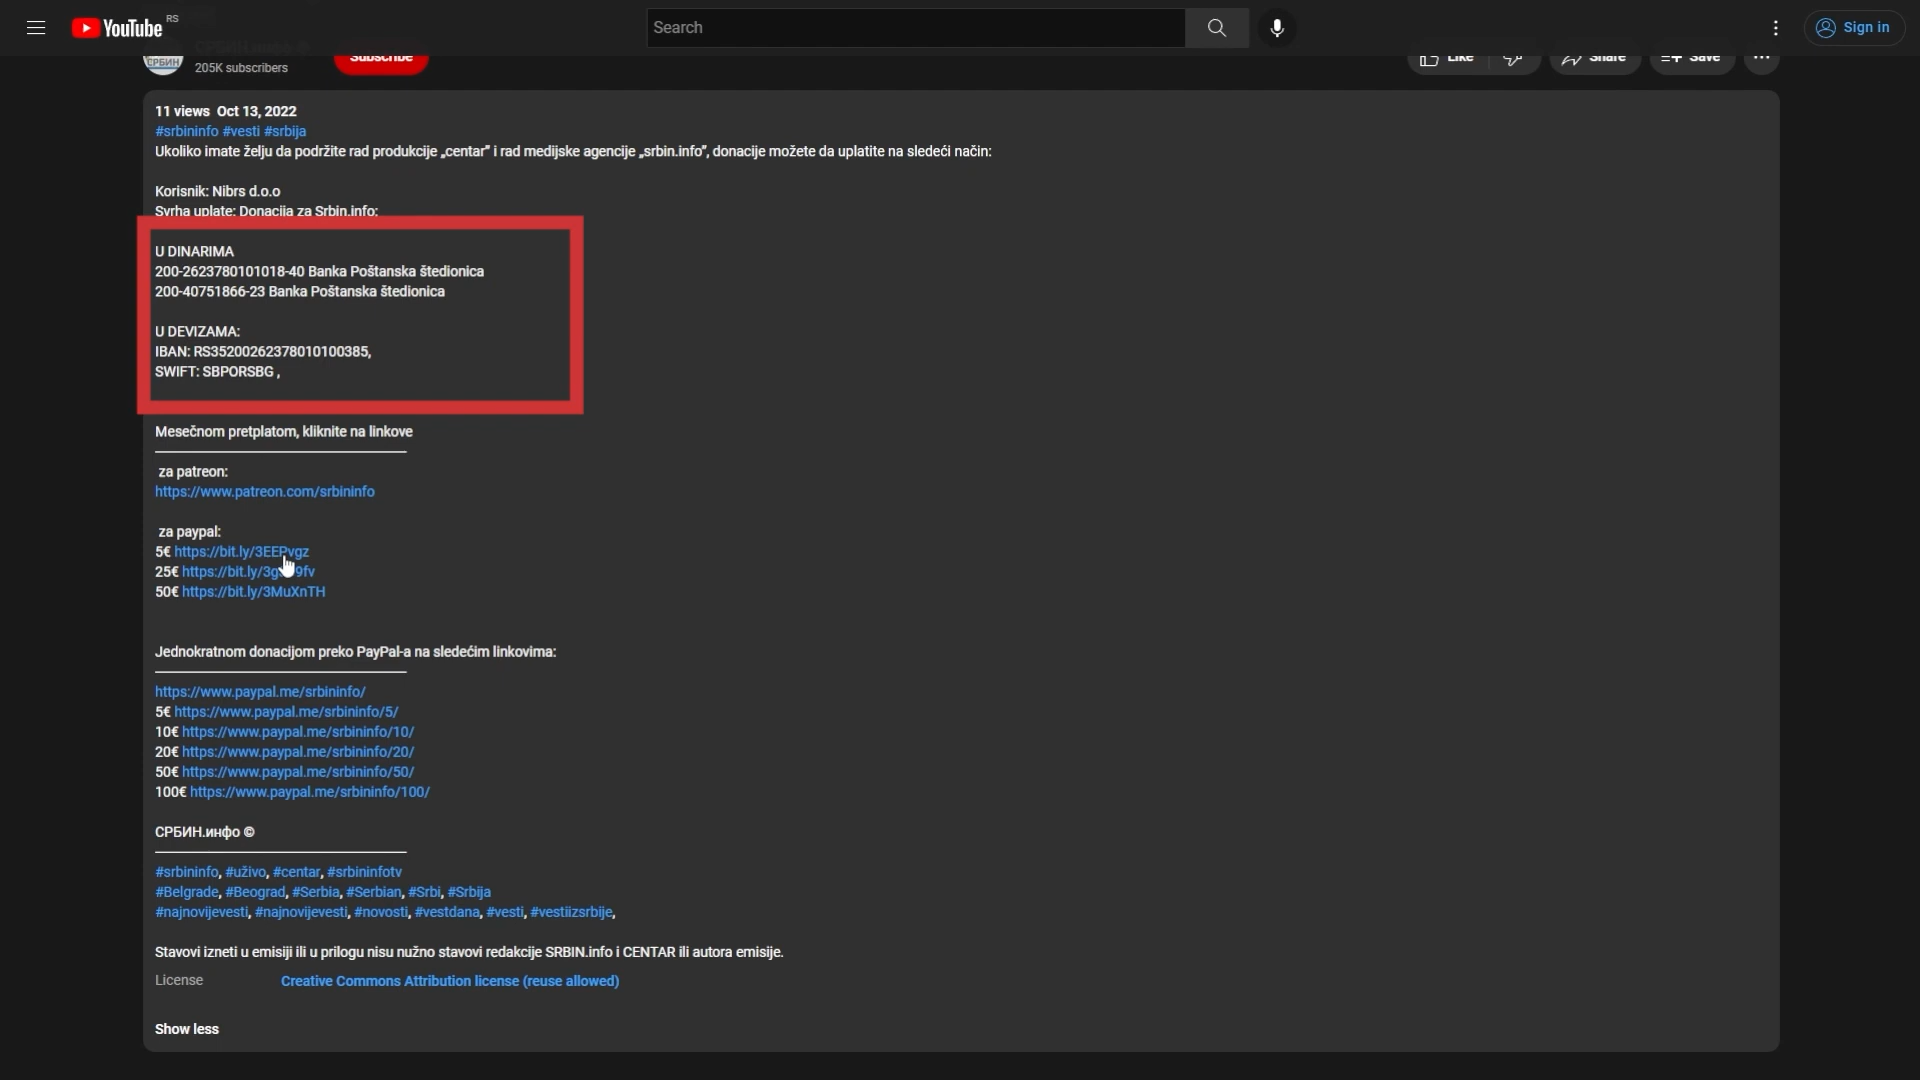 YouTube RS
Search
Sign in
СРБИН
205K subscribers
Subscribe
Like
Share
Save
11 views Oct 13, 2022
#srbininfo #vesti #srbija
Ukoliko imate želju da podržite rad produkcije „centar” i rad medijske agencije „srbin.info”, donacije možete da uplatite na sledeći način:
Korisnik: Nibrs d.o.o
Svrha uplate: Donacija za Srbin.info:
U DINARIMA
200-2623780101018-40 Banka Poštanska štedionica
200-40751866-23 Banka Poštanska štedionica
U DEVIZAMA:
IBAN: RS35200262378010100385,
SWIFT: SBPORSBG ,
Mesečnom pretplatom, kliknite na linkove
za patreon:
https://www.patreon.com/srbininfo
za paypal:
5€ https://bit.ly/3EEPvgz
25€
50€ https://bit.ly/3MuXnTH
Jednokratnom donacijom preko PayPal-a na sledećim linkovima:
https://www.paypal.me/srbininfo/
5€ https://www.paypal.me/srbininfo/5/
10€ https://www.paypal.me/srbininfo/10/
20€ https://www.paypal.me/srbininfo/20/
50€ https://www.paypal.me/srbininfo/50/
100€ https://www.paypal.me/srbininfo/100/
СРБИН.инфо ©
#srbininfo, #uživo, #centar, #srbininfotv
#Belgrade, #Beograd, #Serbia, #Serbian, #Srbi, #Srbija
#najnovijevesti, #najnovijevesti, #novosti, #vestdana, #vesti, #vestiizsrbije,
Stavovi izneti u emisiji ili u prilogu nisu nužno stavovi redakcije SRBIN.info i CENTAR ili autora emisije.
License Creative Commons Attribution license (reuse allowed)
Show less